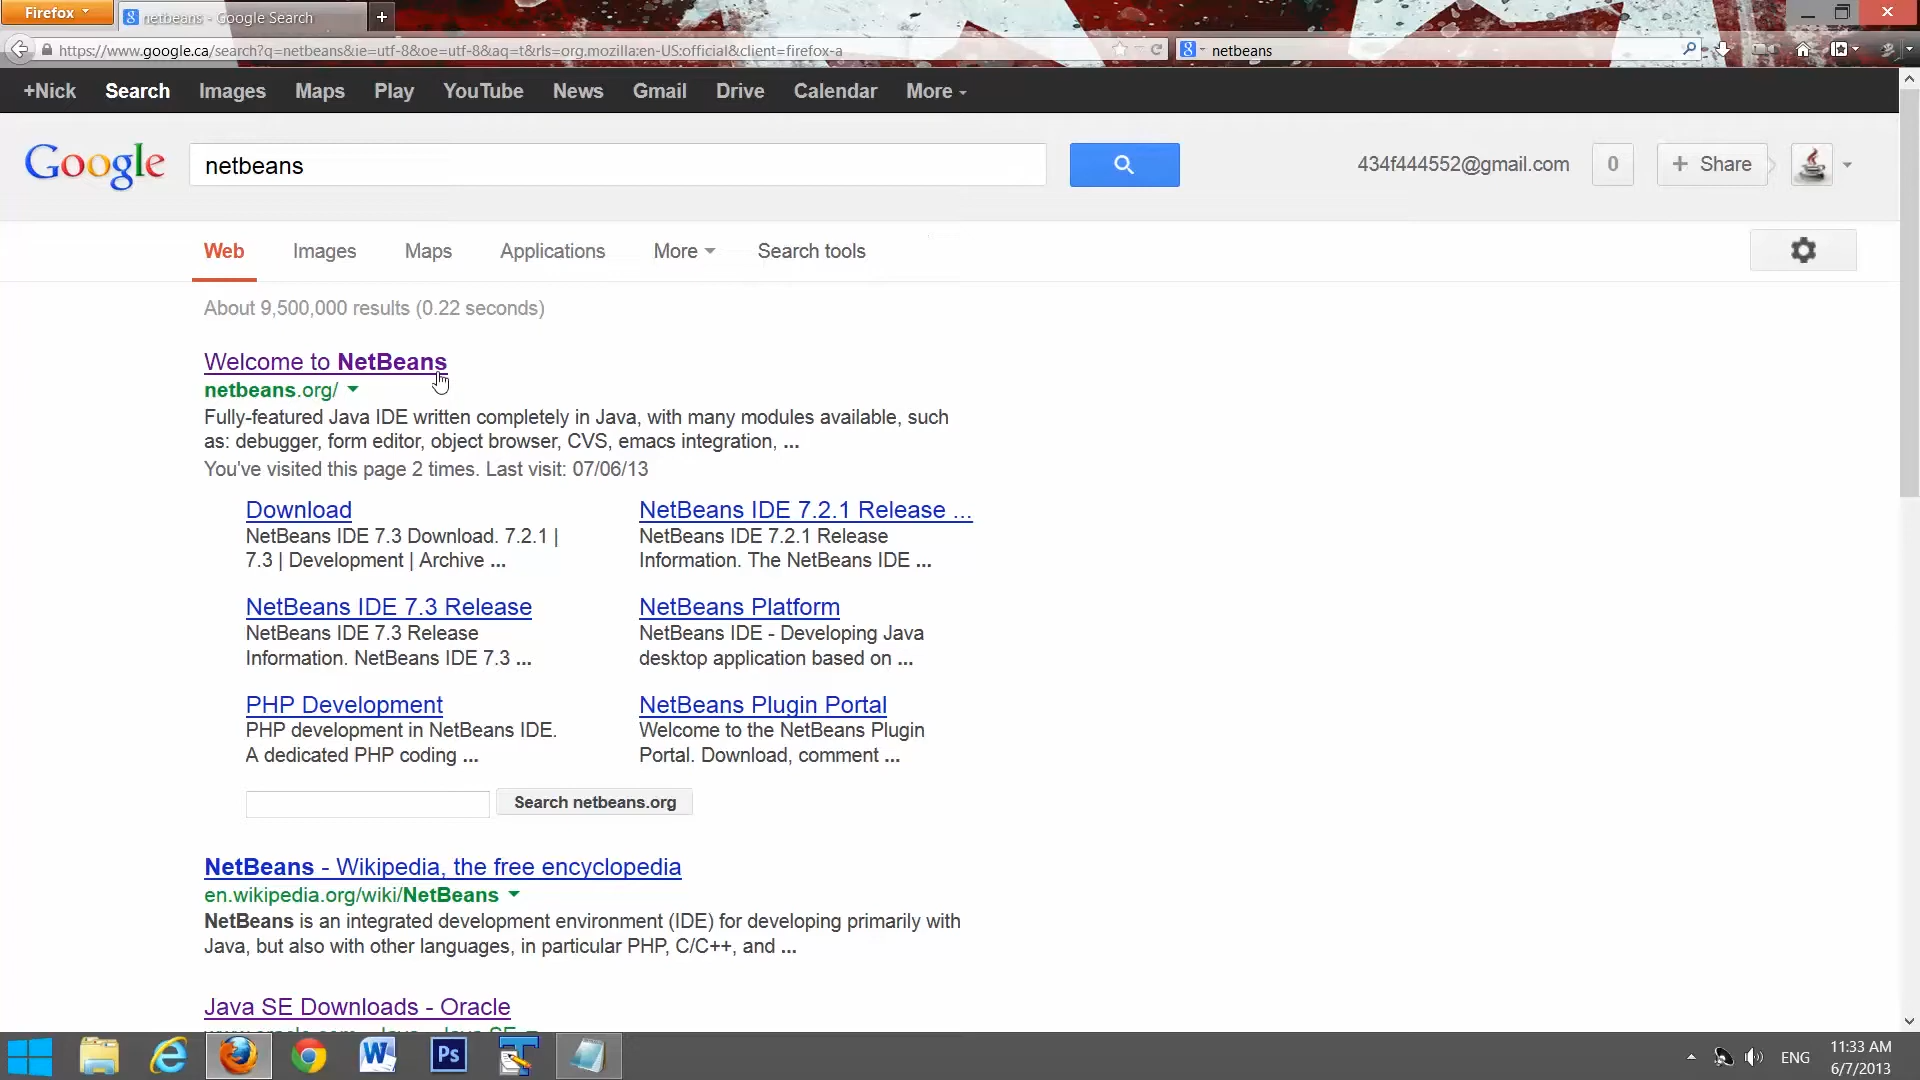 Firefox
netbeans - Google Search
+
https://www.google.ca/search?q=netbeans&ie=utf-8&oe=utf-8&aq=t&rls=org.mozilla:en-US:official&client=firefox-a
netbeans
+Nick Search Images Maps Play YouTube News Gmail Drive Calendar More
Google
netbeans
434f444552@gmail.com
0
+ Share
Web Images Maps Applications More Search tools
About 9,500,000 results (0.22 seconds)
Welcome to NetBeans
netbeans.org/
Fully-featured Java IDE written completely in Java, with many modules available, such
as: debugger, form editor, object browser, CVS, emacs integration, ...
You've visited this page 2 times. Last visit: 07/06/13
Download
NetBeans IDE 7.3 Download. 7.2.1 |
7.3 | Development | Archive ...
NetBeans IDE 7.2.1 Release ...
NetBeans IDE 7.2.1 Release
Information. The NetBeans IDE ...
NetBeans IDE 7.3 Release
NetBeans IDE 7.3 Release
Information. NetBeans IDE 7.3 ...
NetBeans Platform
NetBeans IDE - Developing Java
desktop application based on ...
PHP Development
PHP development in NetBeans IDE.
A dedicated PHP coding ...
NetBeans Plugin Portal
Welcome to the NetBeans Plugin
Portal. Download, comment ...
Search netbeans.org
NetBeans - Wikipedia, the free encyclopedia
en.wikipedia.org/wiki/NetBeans
NetBeans is an integrated development environment (IDE) for developing primarily with
Java, but also with other languages, in particular PHP, C/C++, and ...
Java SE Downloads - Oracle
ENG
11:33 AM
6/7/2013